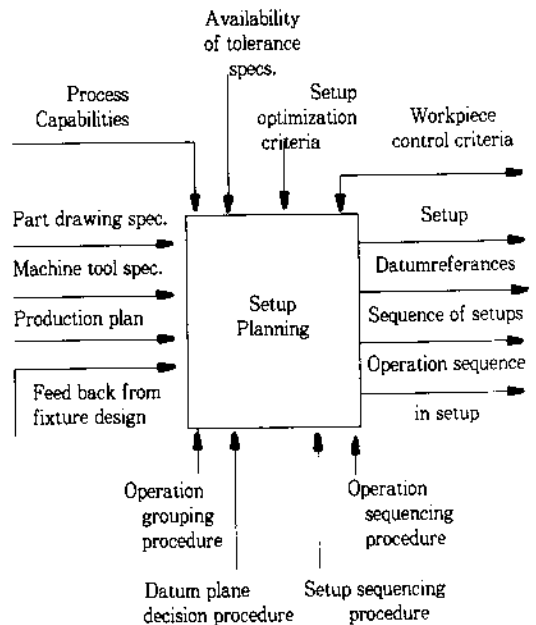 Availability
of tolerance
specs.
Process
Capabilities
Setup
optimization
criteria
Workpiece
control criteria
Part drawing spec.
Machine tool spec.
Production plan
Feed back from
fixture design
Setup
Planning
Setup
Datumreferances
Sequence of setups
Operation sequence
in setup
Operation
grouping
procedure
Datum plane
decision procedure
Setup sequencing
procedure
Operation
sequencing
procedure